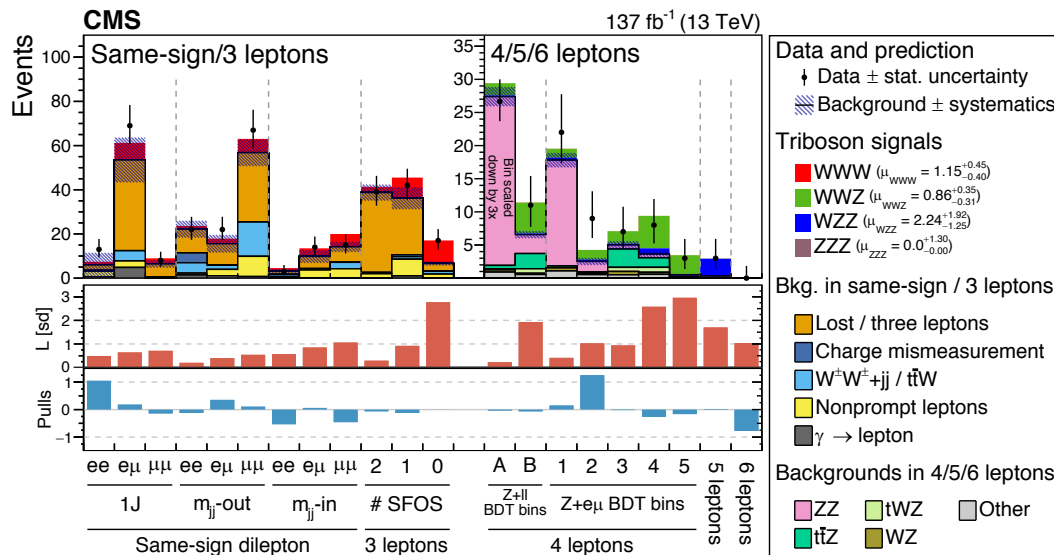 CMS
137 fb⁻¹ (13 TeV)
Events
100
80
60
40
20
0
Same-sign/3 leptons
35
30
25
20
15
10
5
4/5/6 leptons
Bin scaled
down by 3x
L [sd]
3
2
1
0
Pulls
1
0
−1
ee eμ μμ ee eμ μμ ee eμ μμ 2 1 0 A B 1 2 3 4 5 5 leptons 6 leptons
1J m_jj-out m_jj-in # SFOS Z+ll BDT bins Z+eμ BDT bins
Same-sign dilepton 3 leptons 4 leptons
Data and prediction
Data ± stat. uncertainty
Background ± systematics
Triboson signals
WWW (μ_WWW = 1.15 +0.45 −0.40)
WWZ (μ_WWZ = 0.86 +0.35 −0.31)
WZZ (μ_WZZ = 2.24 +1.92 −1.25)
ZZZ (μ_ZZZ = 0.0 +1.30 −0.00)
Bkg. in same-sign / 3 leptons
Lost / three leptons
Charge mismeasurement
W±W±+jj / tt̄W
Nonprompt leptons
γ → lepton
Backgrounds in 4/5/6 leptons
ZZ tWZ Other
tt̄Z WZ